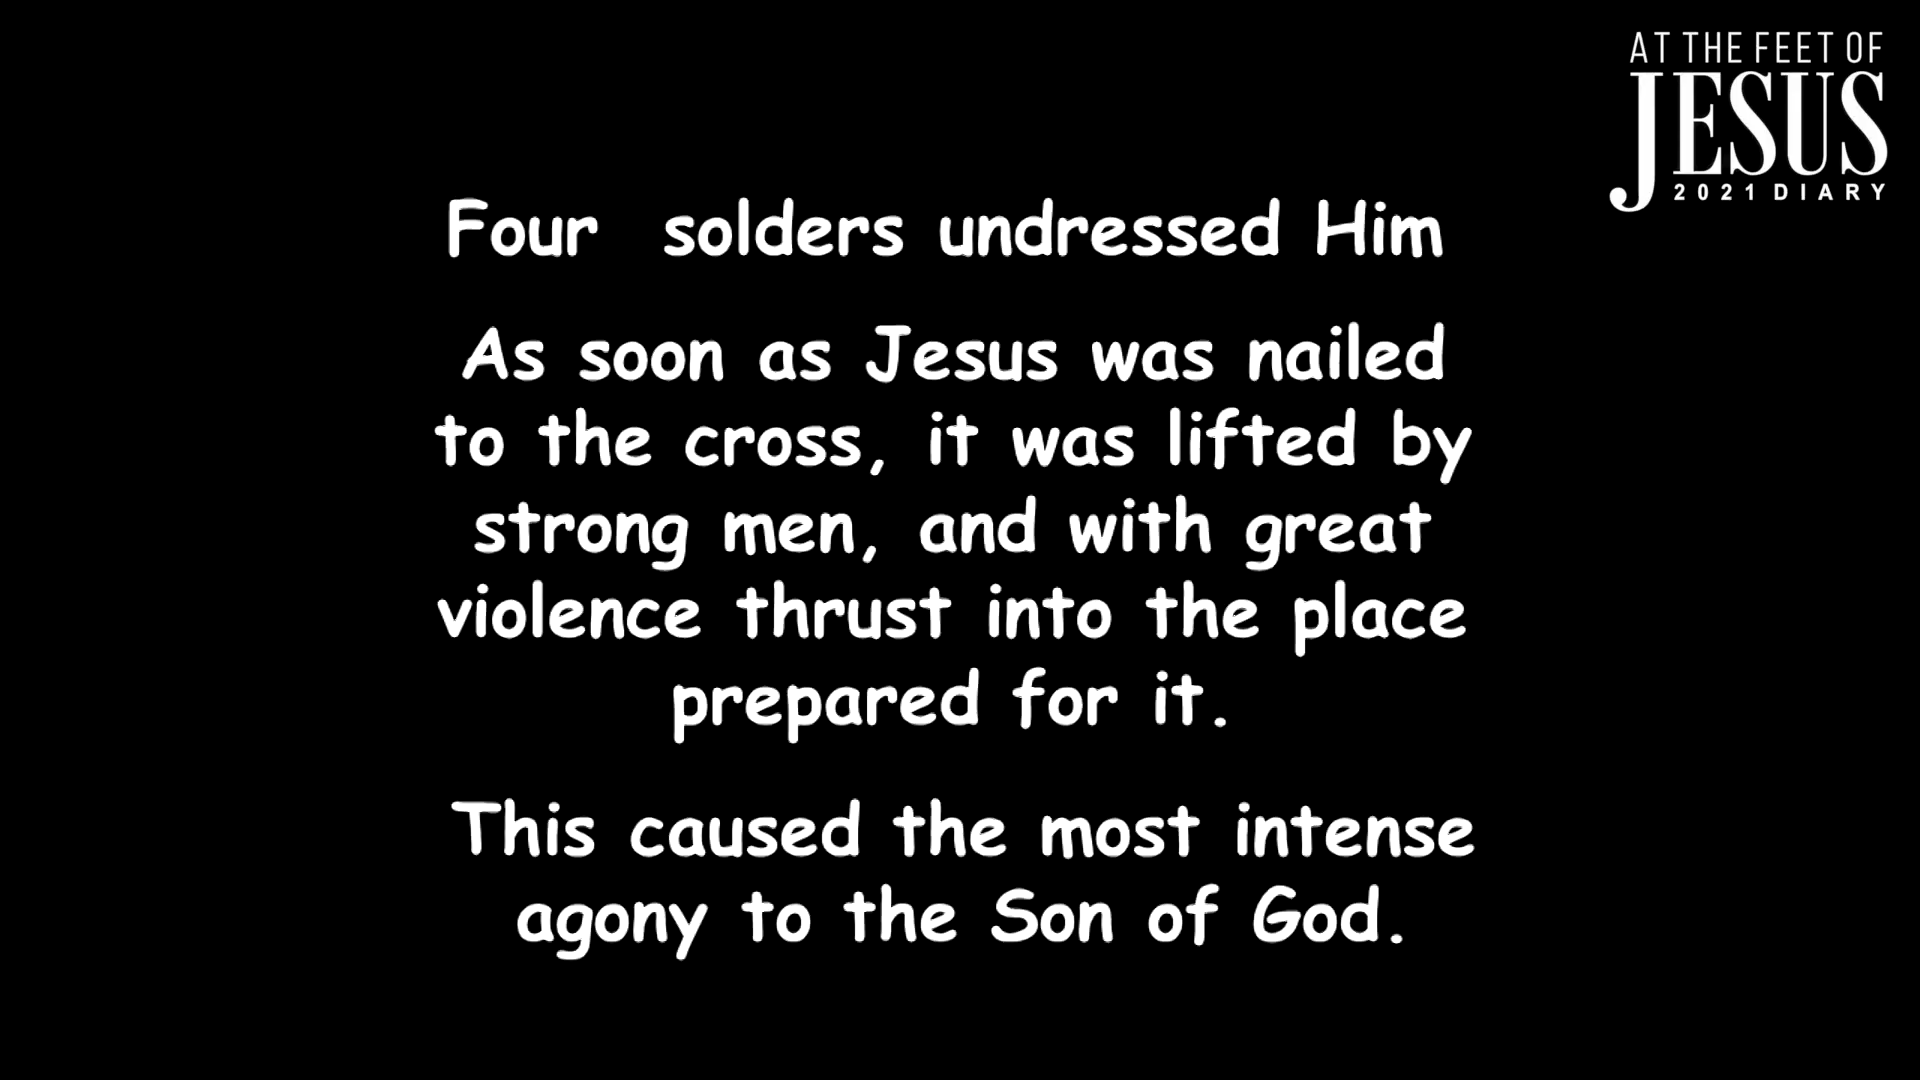 AT THE FEET OF
JESUS
2021 DIARY
Four solders undressed Him
As soon as Jesus was nailed
to the cross, it was lifted by
strong men, and with great
violence thrust into the place
prepared for it.
This caused the most intense
agony to the Son of God.